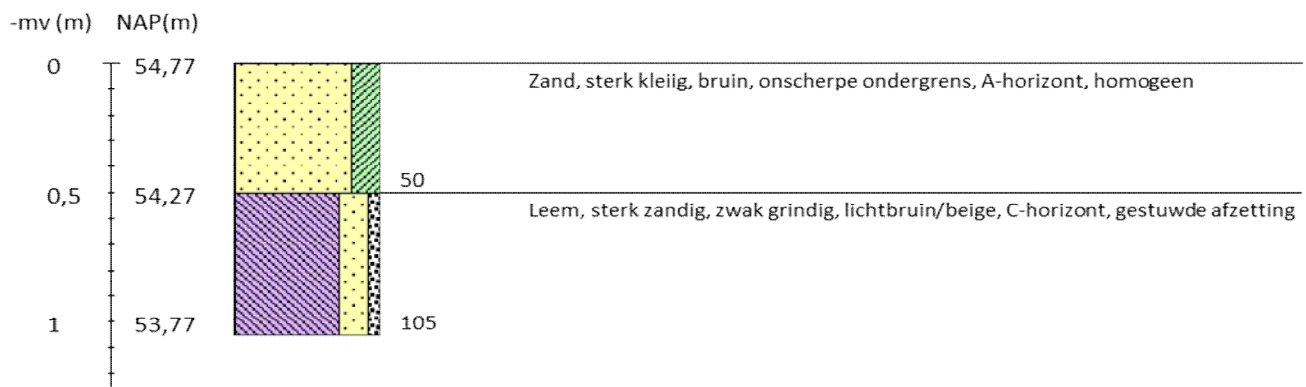 -mv (m) NAP(m)
0 54,77
Zand, sterk kleiig, bruin, onscherpe ondergrens, A-horizont, homogeen
50
0,5 54,27
Leem, sterk zandig, zwak grindig, lichtbruin/beige, C-horizont, gestuwde afzetting
1 53,77 105